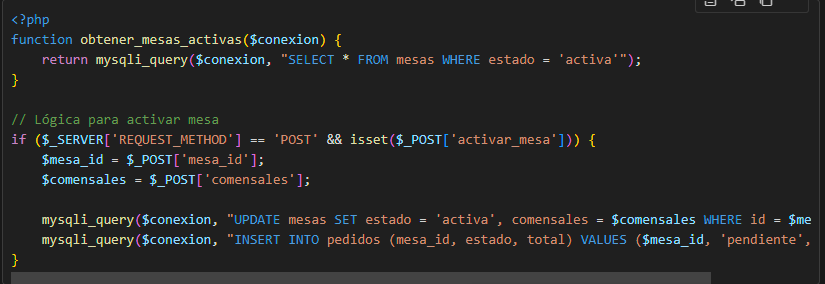 <?php
function obtener_mesas_activas($conexion) {
    return mysqli_query($conexion, "SELECT * FROM mesas WHERE estado = 'activa'");
}

// Lógica para activar mesa
if ($_SERVER['REQUEST_METHOD'] == 'POST' && isset($_POST['activar_mesa'])) {
    $mesa_id = $_POST['mesa_id'];
    $comensales = $_POST['comensales'];

    mysqli_query($conexion, "UPDATE mesas SET estado = 'activa', comensales = $comensales WHERE id = $me
    mysqli_query($conexion, "INSERT INTO pedidos (mesa_id, estado, total) VALUES ($mesa_id, 'pendiente',
}